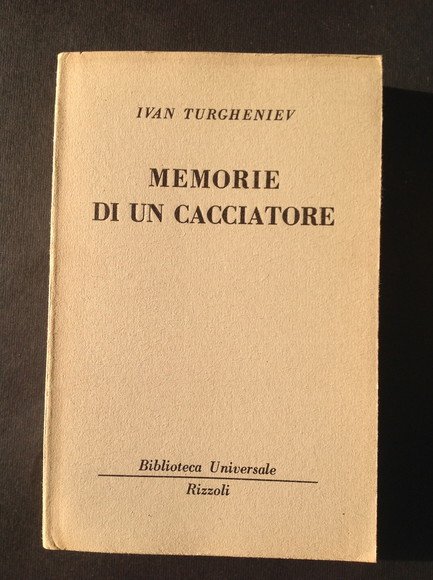 IVAN TURGHENIEV
MEMORIE
DI UN CACCIATORE
Biblioteca Universale
Rizzoli